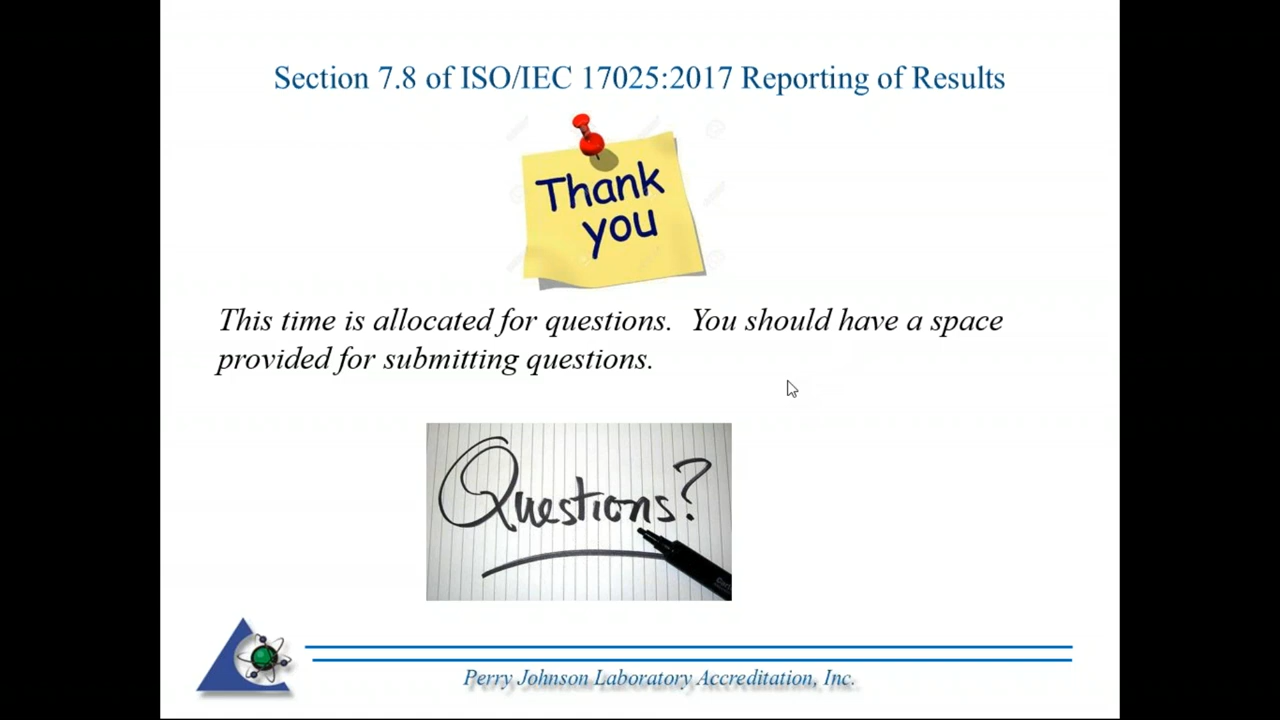 Section 7.8 of ISO/IEC 17025:2017 Reporting of Results
Thank
you
This time is allocated for questions.  You should have a space
provided for submitting questions.
Questions?
Perry Johnson Laboratory Accreditation, Inc.